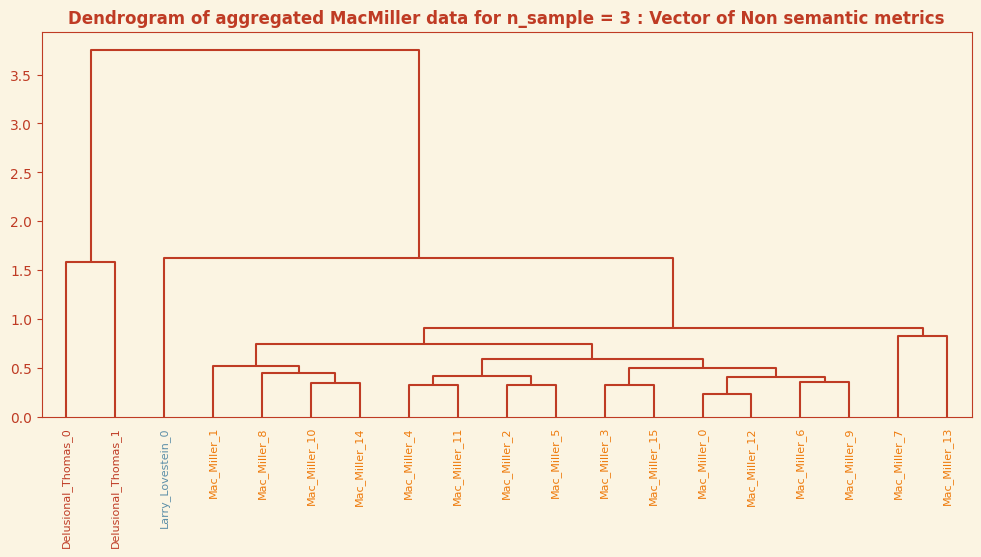 Dendrogram of aggregated MacMiller data for n_sample = 3 : Vector of Non semantic metrics
3.5
3.0
2.5
2.0
1.5
1.0
0.5
0.0
Delusional_Thomas_0
Delusional_Thomas_1
Larry_Lovestein_0
Mac_Miller_1
Mac_Miller_8
Mac_Miller_10
Mac_Miller_14
Mac_Miller_4
Mac_Miller_11
Mac_Miller_2
Mac_Miller_5
Mac_Miller_3
Mac_Miller_15
Mac_Miller_0
Mac_Miller_12
Mac_Miller_6
Mac_Miller_9
Mac_Miller_7
Mac_Miller_13